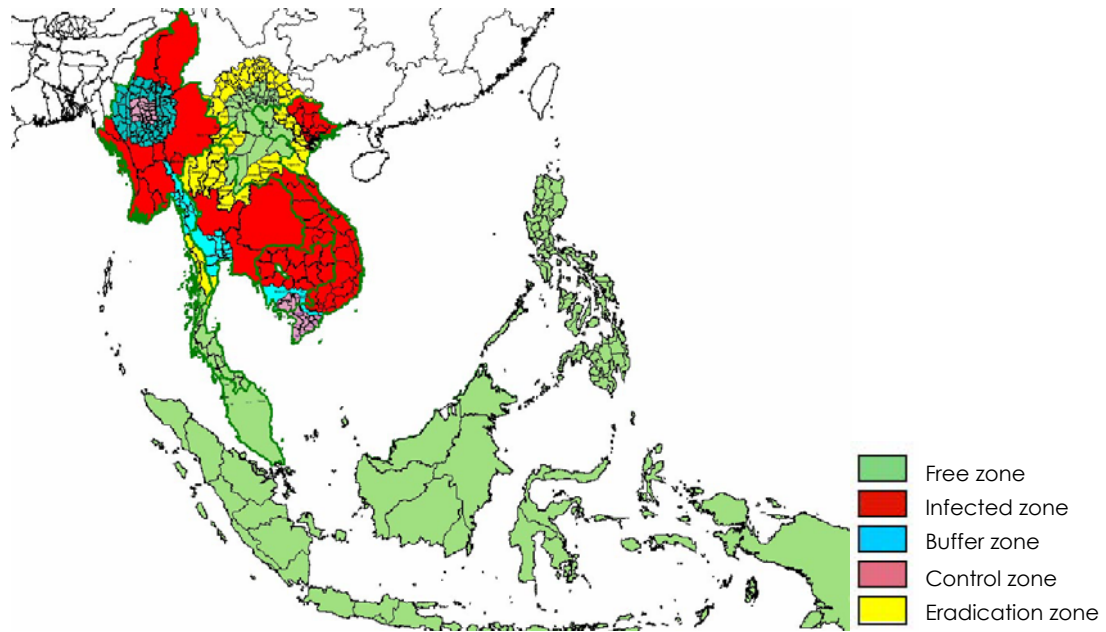 Free zone
Infected zone
Buffer zone
Control zone
Eradication zone